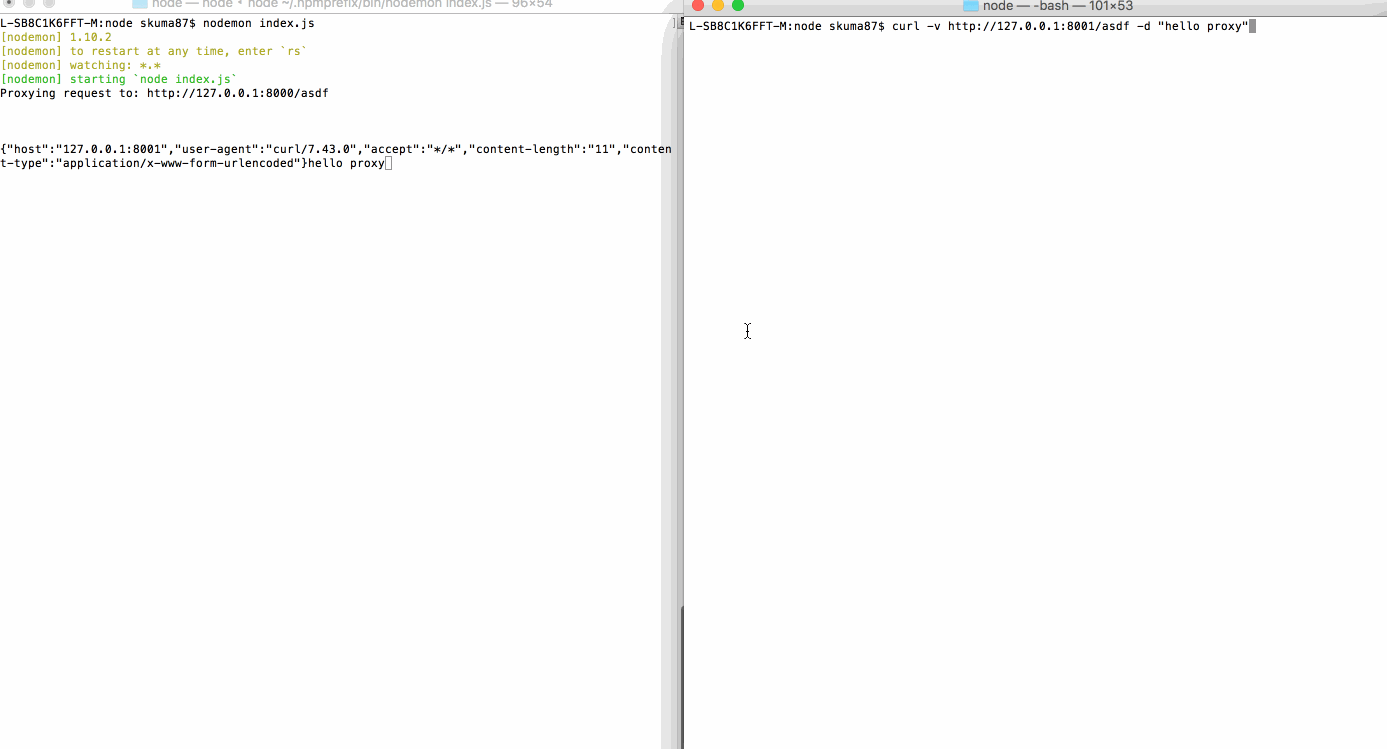 node — node ◂ node ~/.npmprefix/bin/nodemon index.js — 96×54
L-SB8C1K6FFT-M:node skuma87$ nodemon index.js
[nodemon] 1.10.2
[nodemon] to restart at any time, enter `rs`
[nodemon] watching: *.*
[nodemon] starting `node index.js`
Proxying request to: http://127.0.0.1:8000/asdf
{"host":"127.0.0.1:8001","user-agent":"curl/7.43.0","accept":"*/*","content-length":"11","conten
t-type":"application/x-www-form-urlencoded"}hello proxy
node — -bash — 101×53
L-SB8C1K6FFT-M:node skuma87$ curl -v http://127.0.0.1:8001/asdf -d "hello proxy"